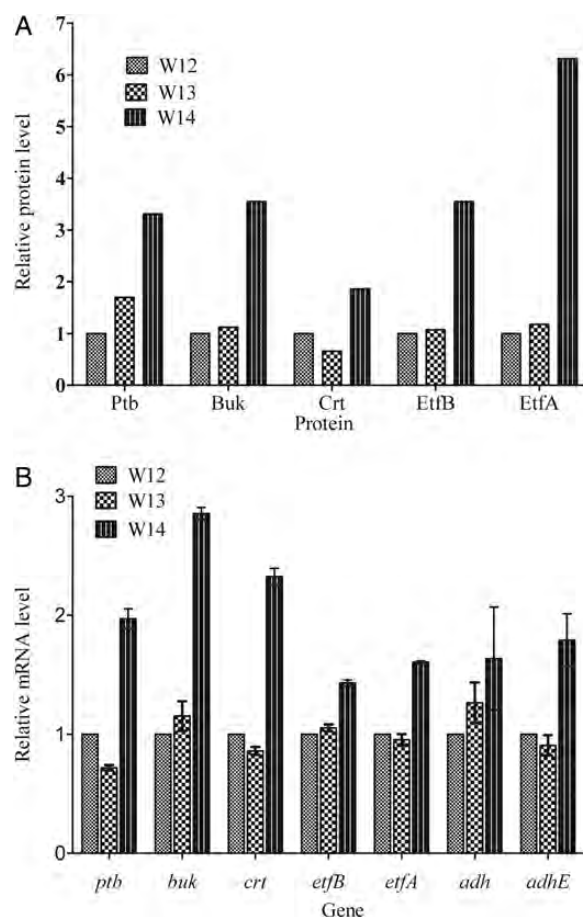 A
Relative protein level
7
6
5
4
3
2
1
0
W12
W13
W14
Ptb Buk Crt EtfB EtfA
Protein
B
Relative mRNA level
3
2
1
0
W12
W13
W14
ptb buk crt etfB etfA adh adhE
Gene